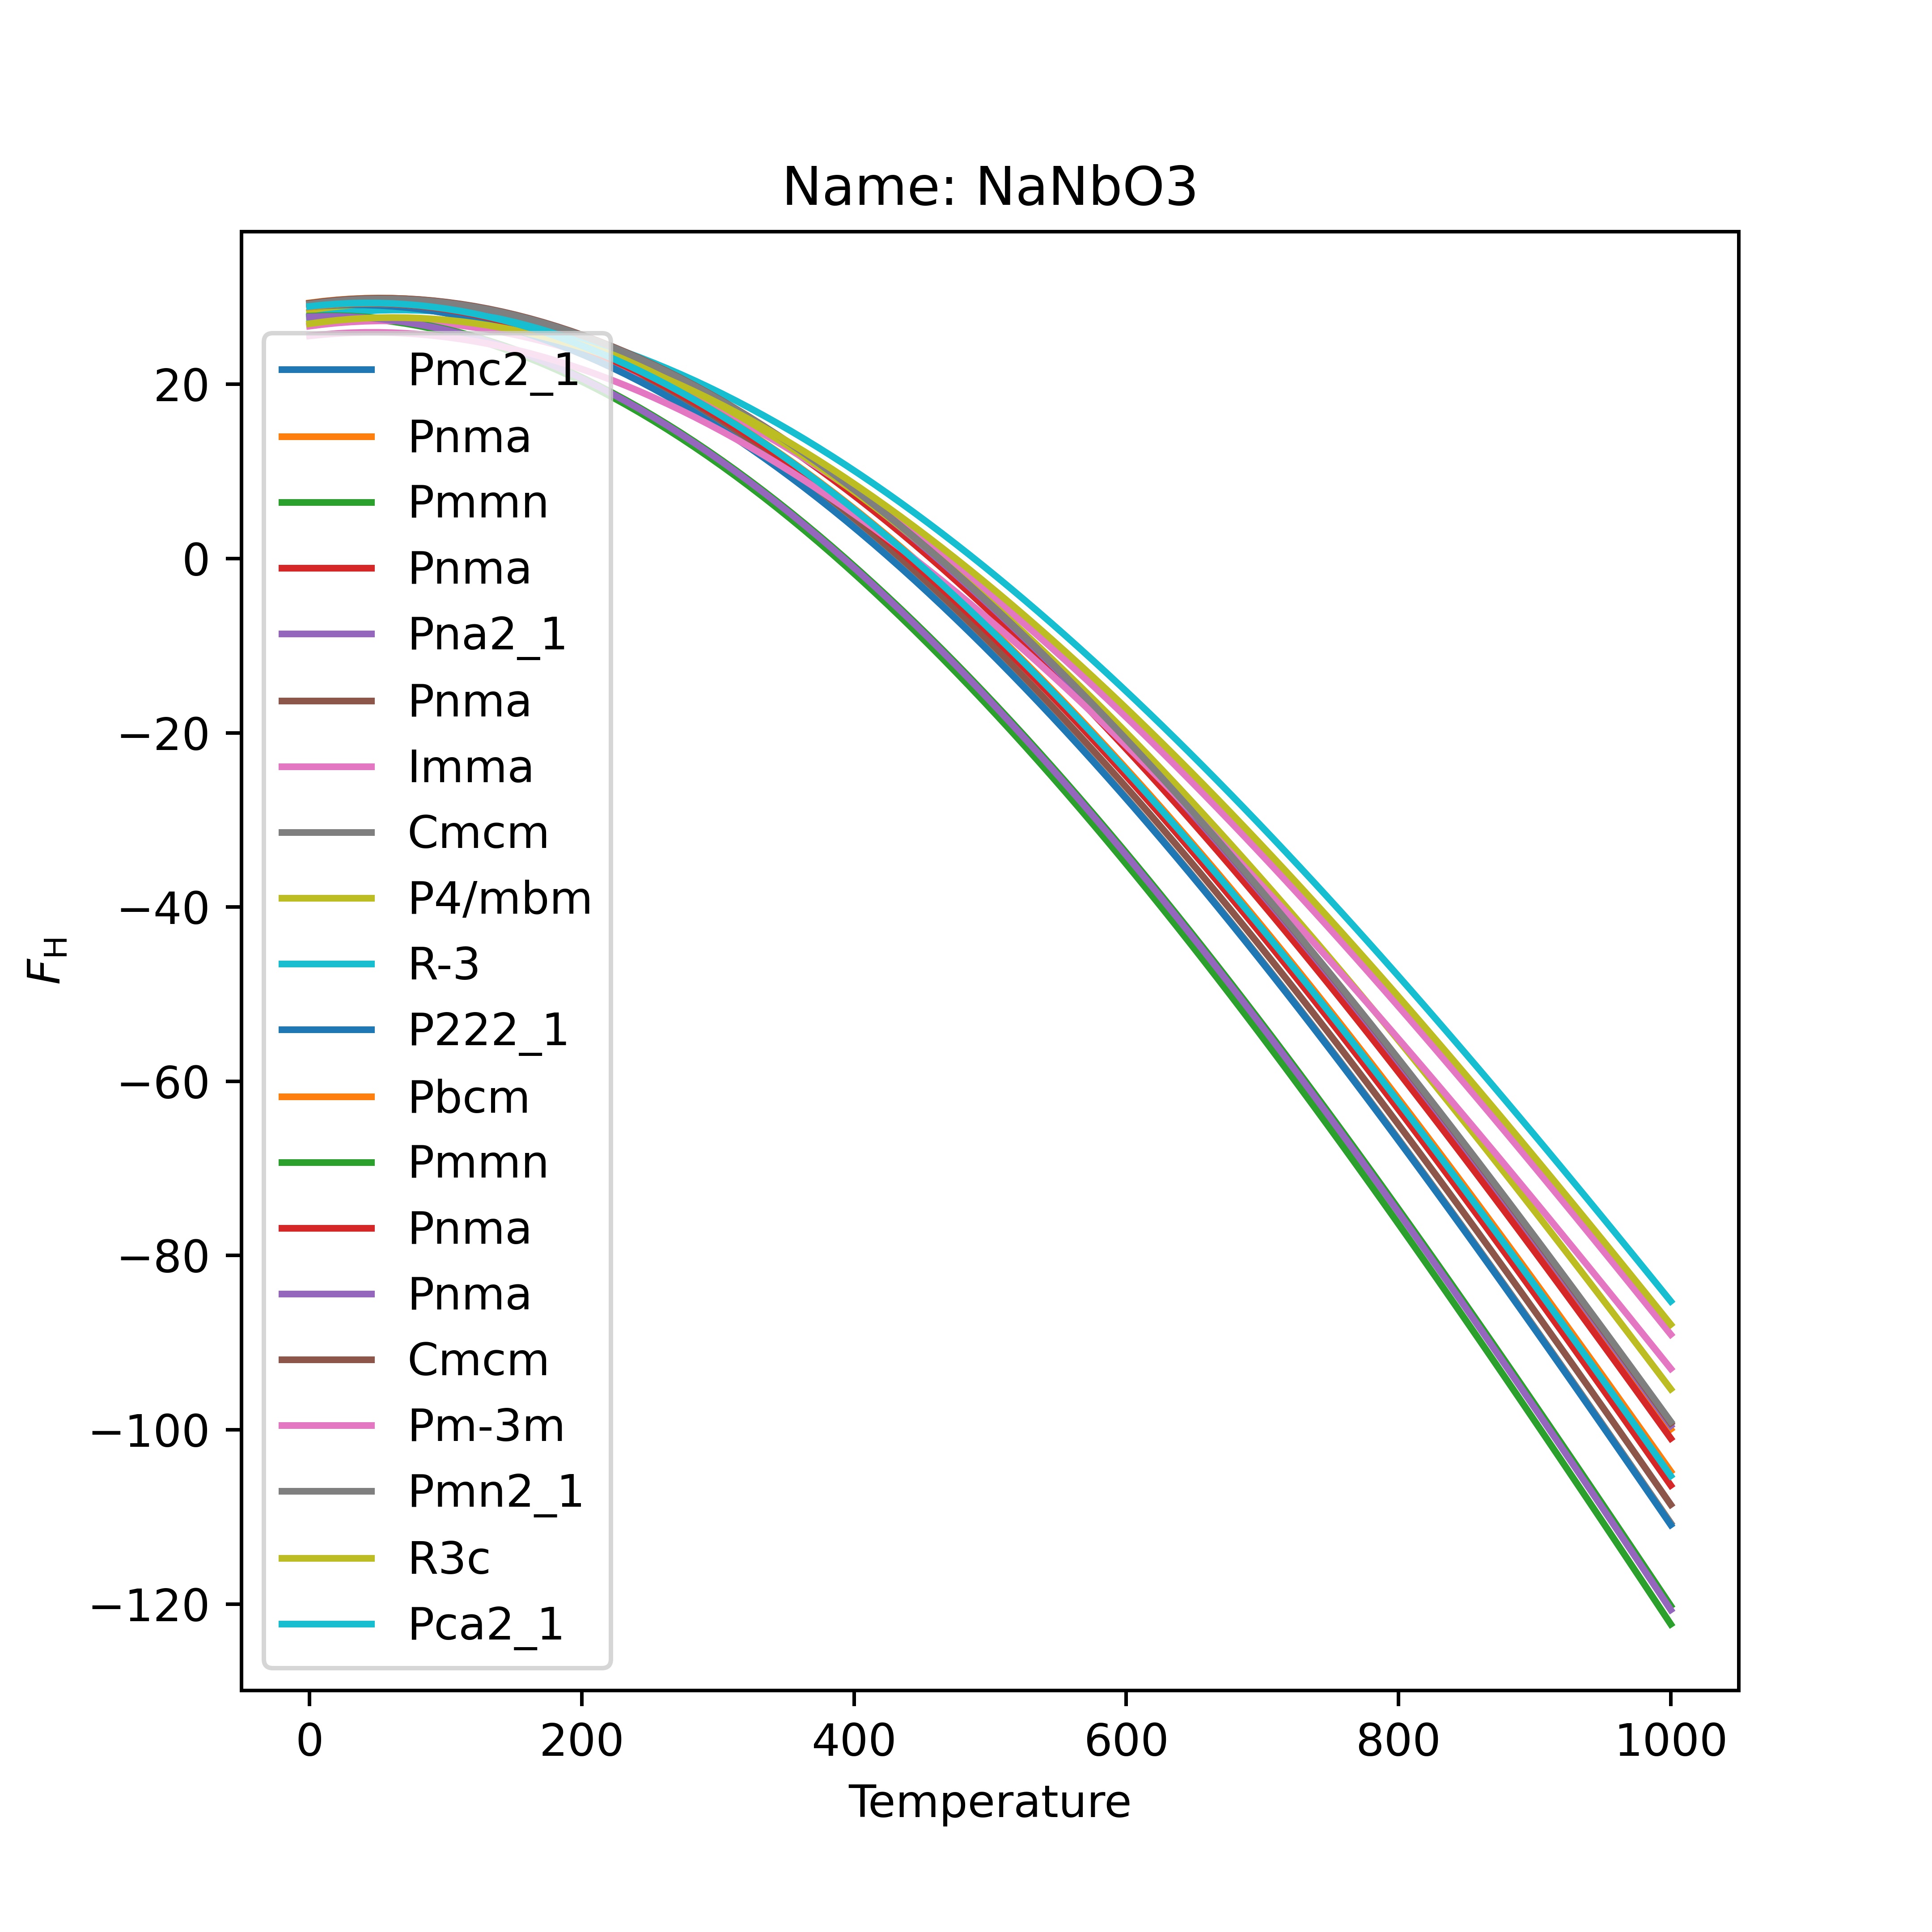 Name: NaNbO3
20
0
−20
−40
−60
−80
−100
−120
F_H
Pmc2_1
Pnma
Pmmn
Pnma
Pna2_1
Pnma
Imma
Cmcm
P4/mbm
R-3
P222_1
Pbcm
Pmmn
Pnma
Pnma
Cmcm
Pm-3m
Pmn2_1
R3c
Pca2_1
0 200 400 600 800 1000
Temperature